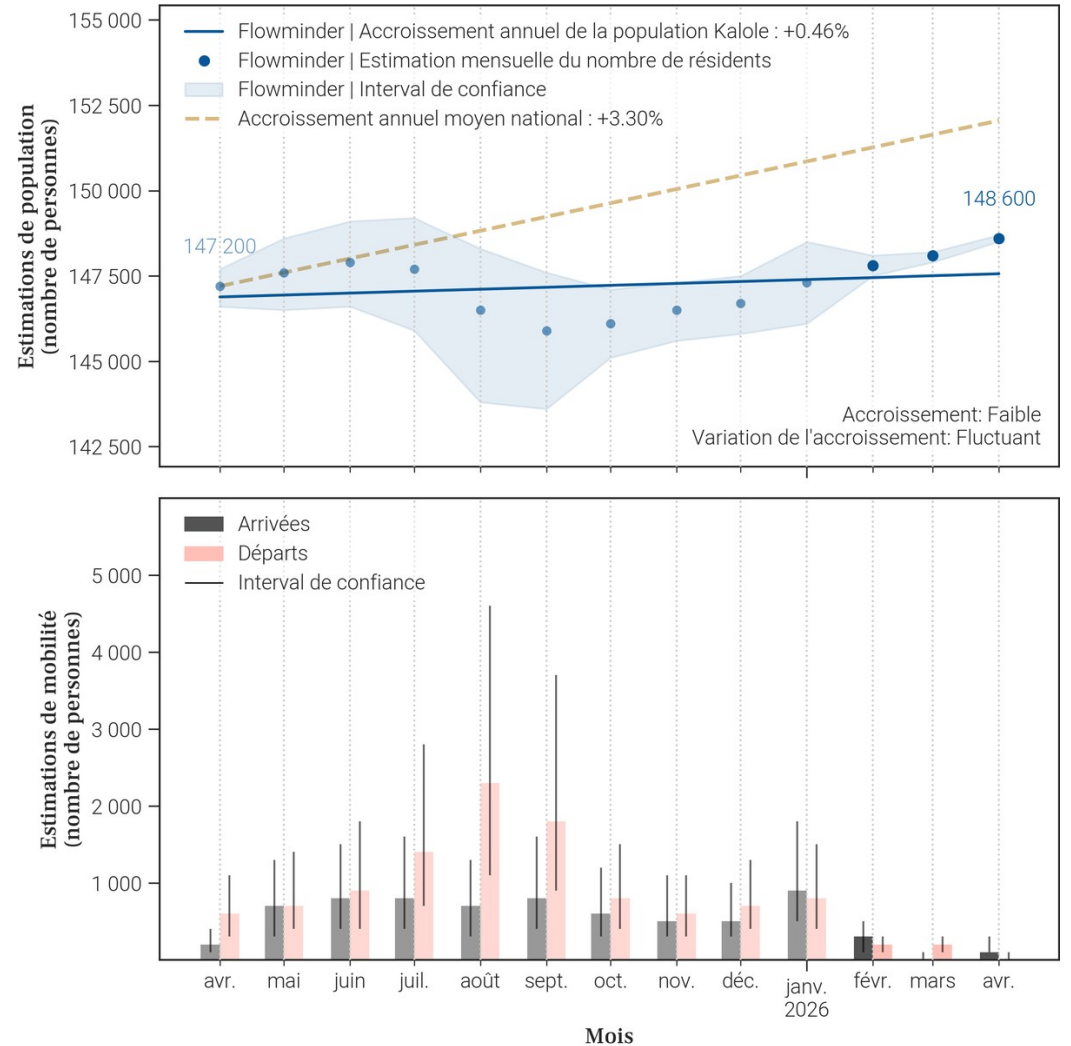 155 000
152 500
150 000
147 500
145 000
142 500
Estimations de population
(nombre de personnes)
Flowminder | Accroissement annuel de la population Kalole : +0.46%
Flowminder | Estimation mensuelle du nombre de résidents
Flowminder | Interval de confiance
Accroissement annuel moyen national : +3.30%
147 200
148 600
Accroissement: Faible
Variation de l'accroissement: Fluctuant
Arrivées
Départs
Interval de confiance
5 000
4 000
3 000
2 000
1 000
Estimations de mobilité
(nombre de personnes)
avr. mai juin juil. août sept. oct. nov. déc. janv. févr. mars avr.
2026
Mois